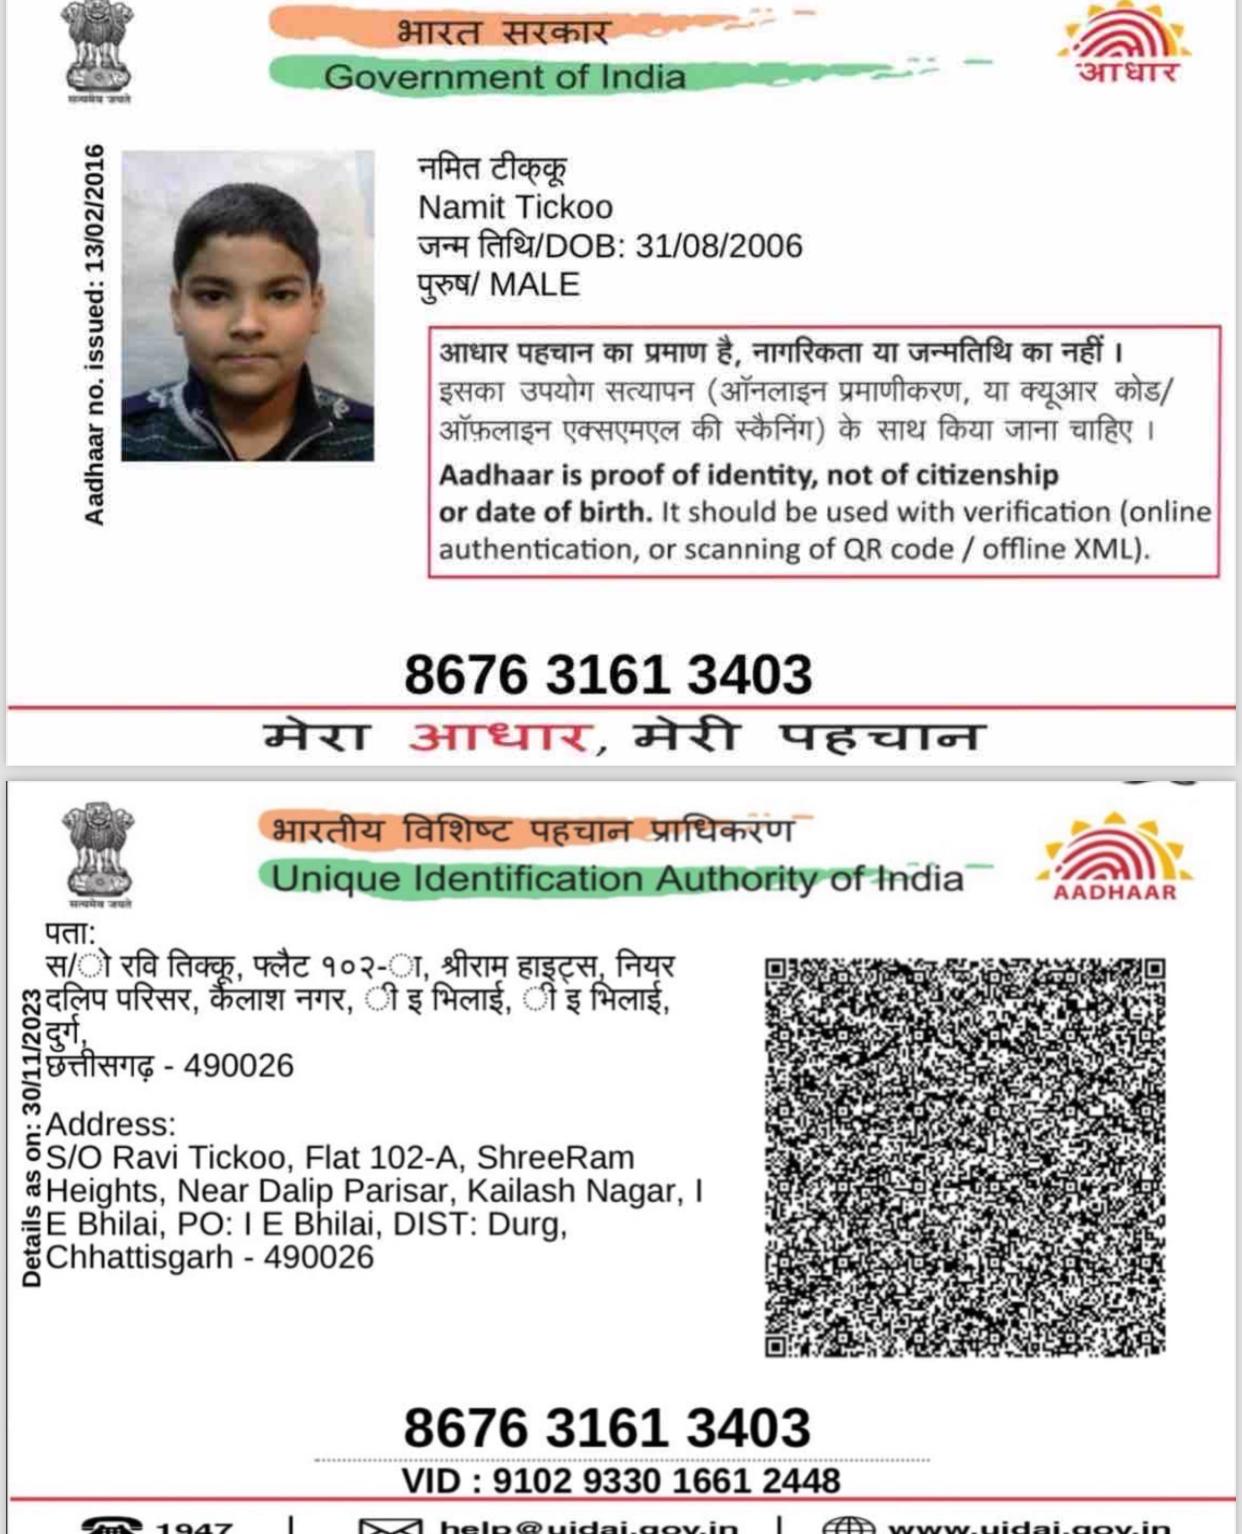 सत्यमेव जयते
भारत सरकार
Government of India
आधार
Aadhaar no. issued: 13/02/2016
नमित टीक्कू
Namit Tickoo
जन्म तिथि/DOB: 31/08/2006
पुरुष/ MALE
आधार पहचान का प्रमाण है, नागरिकता या जन्मतिथि का नहीं ।
इसका उपयोग सत्यापन (ऑनलाइन प्रमाणीकरण, या क्यूआर कोड/
ऑफ़लाइन एक्सएमएल की स्कैनिंग) के साथ किया जाना चाहिए ।
Aadhaar is proof of identity, not of citizenship
or date of birth. It should be used with verification (online
authentication, or scanning of QR code / offline XML).
8676 3161 3403
मेरा आधार, मेरी पहचान
सत्यमेव जयते
भारतीय विशिष्ट पहचान प्राधिकरण
Unique Identification Authority of India
AADHAAR
Details as on: 30/11/2023
पता:
स/ो रवि तिक्कू, फ्लैट १०२-ा, श्रीराम हाइट्स, नियर
दलिप परिसर, कैलाश नगर, ी इ भिलाई, ी इ भिलाई,
दुर्ग,
छत्तीसगढ़ - 490026
Address:
S/O Ravi Tickoo, Flat 102-A, ShreeRam
Heights, Near Dalip Parisar, Kailash Nagar, I
E Bhilai, PO: I E Bhilai, DIST: Durg,
Chhattisgarh - 490026
8676 3161 3403
VID : 9102 9330 1661 2448
1947 | help@uidai.gov.in | www.uidai.gov.in